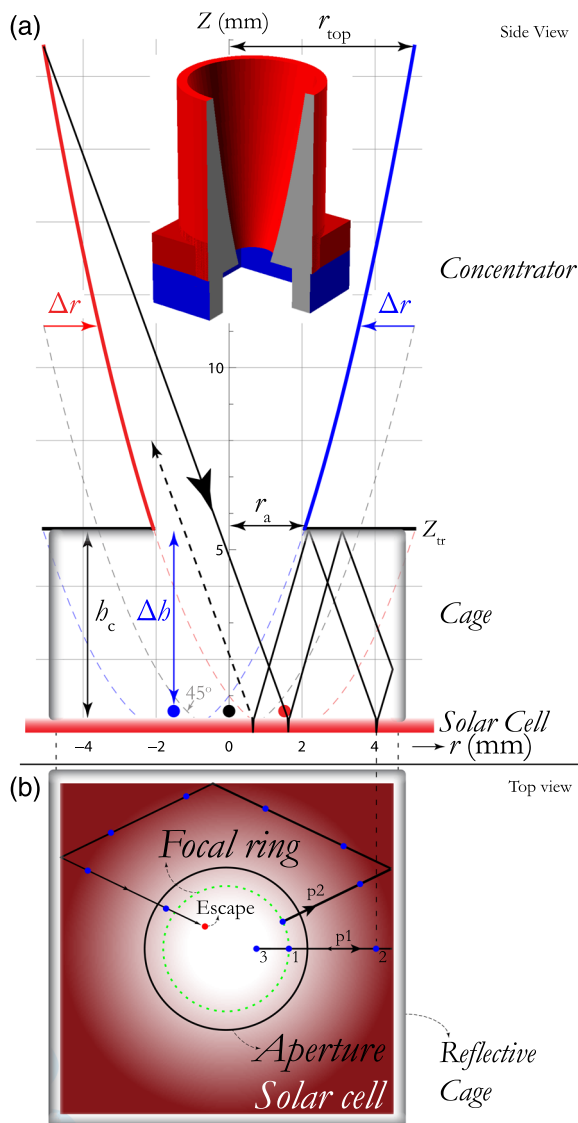 (a)
Z (mm)
r_top
Side View
Concentrator
Δr
Δr
10
r_a
Z_tr
5
h_c
Δh
Cage
45°
Solar Cell
−4
−2
0
2
4
r (mm)
(b)
Top view
Focal ring
p2
Escape
p1
3
1
2
Aperture
Reflective
Cage
Solar cell